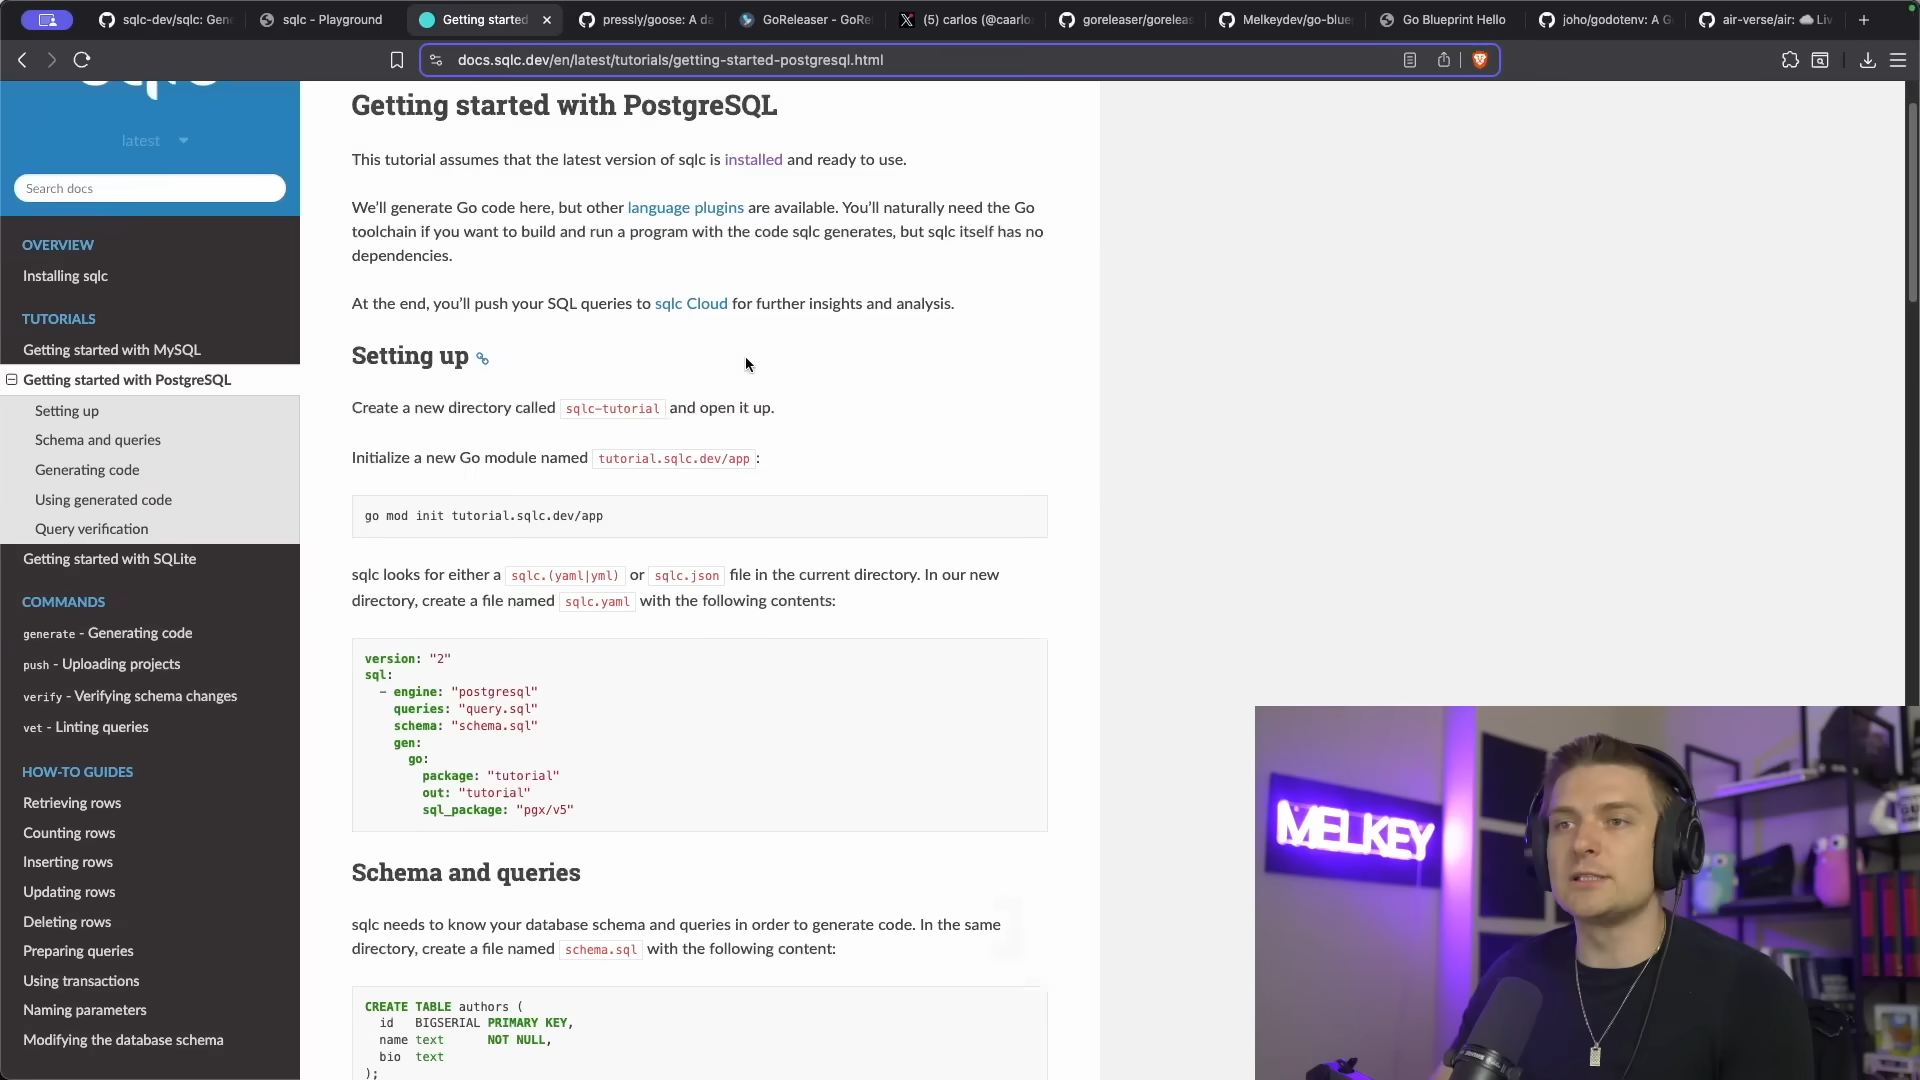 sqlc-dev/sqlc: Gen
sqlc - Playground
Getting started
pressly/goose: A da
GoReleaser - GoRe
(5) carlos (@caarlo
goreleaser/goreleas
Melkeydev/go-blue
Go Blueprint Hello
joho/godotenv: A G
air-verse/air: ☁️ Liv
docs.sqlc.dev/en/latest/tutorials/getting-started-postgresql.html
sqlc
latest
Search docs
OVERVIEW
Installing sqlc
TUTORIALS
Getting started with MySQL
Getting started with PostgreSQL
Setting up
Schema and queries
Generating code
Using generated code
Query verification
Getting started with SQLite
COMMANDS
generate - Generating code
push - Uploading projects
verify - Verifying schema changes
vet - Linting queries
HOW-TO GUIDES
Retrieving rows
Counting rows
Inserting rows
Updating rows
Deleting rows
Preparing queries
Using transactions
Naming parameters
Modifying the database schema
Getting started with PostgreSQL
This tutorial assumes that the latest version of sqlc is installed and ready to use.
We'll generate Go code here, but other language plugins are available. You'll naturally need the Go
toolchain if you want to build and run a program with the code sqlc generates, but sqlc itself has no
dependencies.
At the end, you'll push your SQL queries to sqlc Cloud for further insights and analysis.
Setting up
Create a new directory called sqlc-tutorial and open it up.
Initialize a new Go module named tutorial.sqlc.dev/app :
go mod init tutorial.sqlc.dev/app
sqlc looks for either a sqlc.(yaml|yml) or sqlc.json file in the current directory. In our new
directory, create a file named sqlc.yaml with the following contents:
version: "2"
sql:
  - engine: "postgresql"
    queries: "query.sql"
    schema: "schema.sql"
    gen:
      go:
        package: "tutorial"
        out: "tutorial"
        sql_package: "pgx/v5"
Schema and queries
sqlc needs to know your database schema and queries in order to generate code. In the same
directory, create a file named schema.sql with the following content:
CREATE TABLE authors (
  id   BIGSERIAL PRIMARY KEY,
  name text      NOT NULL,
  bio  text
);
MELKEY